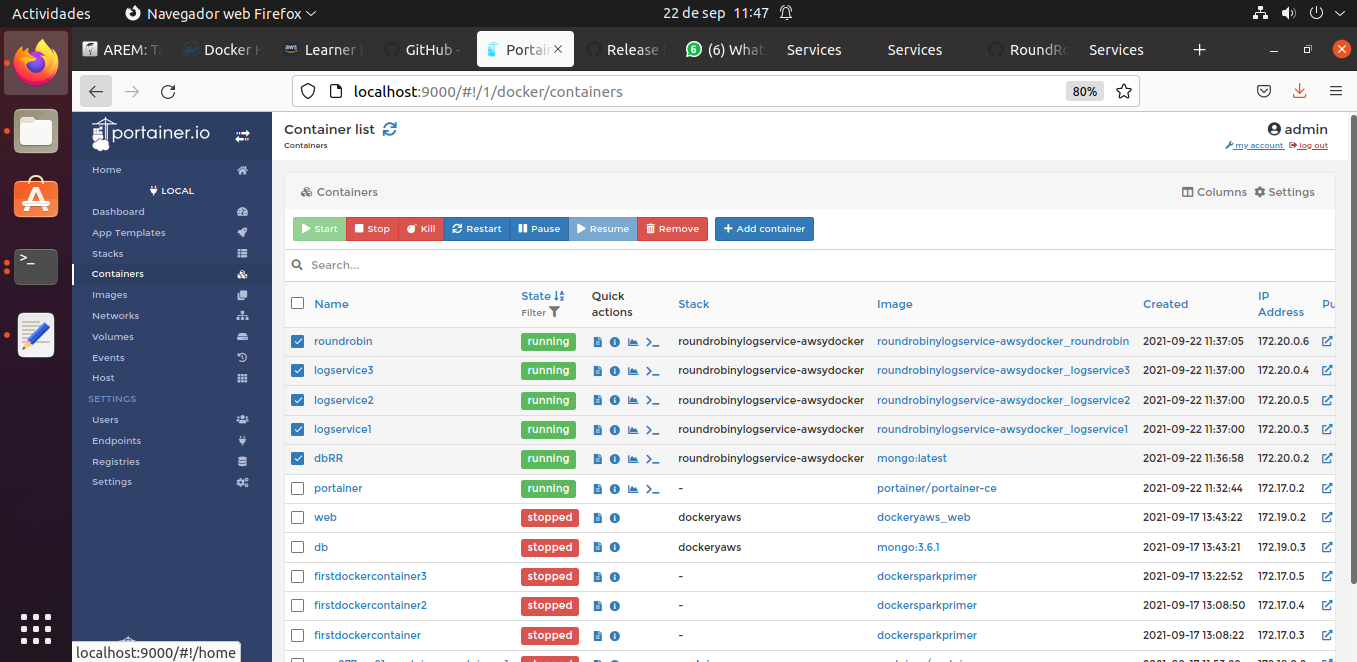 Actividades
Navegador web Firefox
22 de sep 11:47
AREM: Ta
Docker H
Learner
GitHub -
Portain
Release
(6) What
Services
Services
RoundRo
Services
localhost:9000/#!/1/docker/containers
80%
portainer.io
Home
LOCAL
Dashboard
App Templates
Stacks
Containers
Images
Networks
Volumes
Events
Host
SETTINGS
Users
Endpoints
Registries
Settings
localhost:9000/#!/home
Container list
Containers
admin
my account log out
Containers
Columns Settings
Start Stop Kill Restart Pause Resume Remove Add container
Search...
Name State Filter Quick actions Stack Image Created IP Address Pu
roundrobin running roundrobinylogservice-awsydocker roundrobinylogservice-awsydocker_roundrobin 2021-09-22 11:37:05 172.20.0.6
logservice3 running roundrobinylogservice-awsydocker roundrobinylogservice-awsydocker_logservice3 2021-09-22 11:37:00 172.20.0.4
logservice2 running roundrobinylogservice-awsydocker roundrobinylogservice-awsydocker_logservice2 2021-09-22 11:37:00 172.20.0.5
logservice1 running roundrobinylogservice-awsydocker roundrobinylogservice-awsydocker_logservice1 2021-09-22 11:37:00 172.20.0.3
dbRR running roundrobinylogservice-awsydocker mongo:latest 2021-09-22 11:36:58 172.20.0.2
portainer running - portainer/portainer-ce 2021-09-22 11:32:44 172.17.0.2
web stopped dockeryaws dockeryaws_web 2021-09-17 13:43:22 172.19.0.2
db stopped dockeryaws mongo:3.6.1 2021-09-17 13:43:21 172.19.0.3
firstdockercontainer3 stopped - dockersparkprimer 2021-09-17 13:22:52 172.17.0.5
firstdockercontainer2 stopped - dockersparkprimer 2021-09-17 13:08:50 172.17.0.4
firstdockercontainer stopped - dockersparkprimer 2021-09-17 13:08:22 172.17.0.3